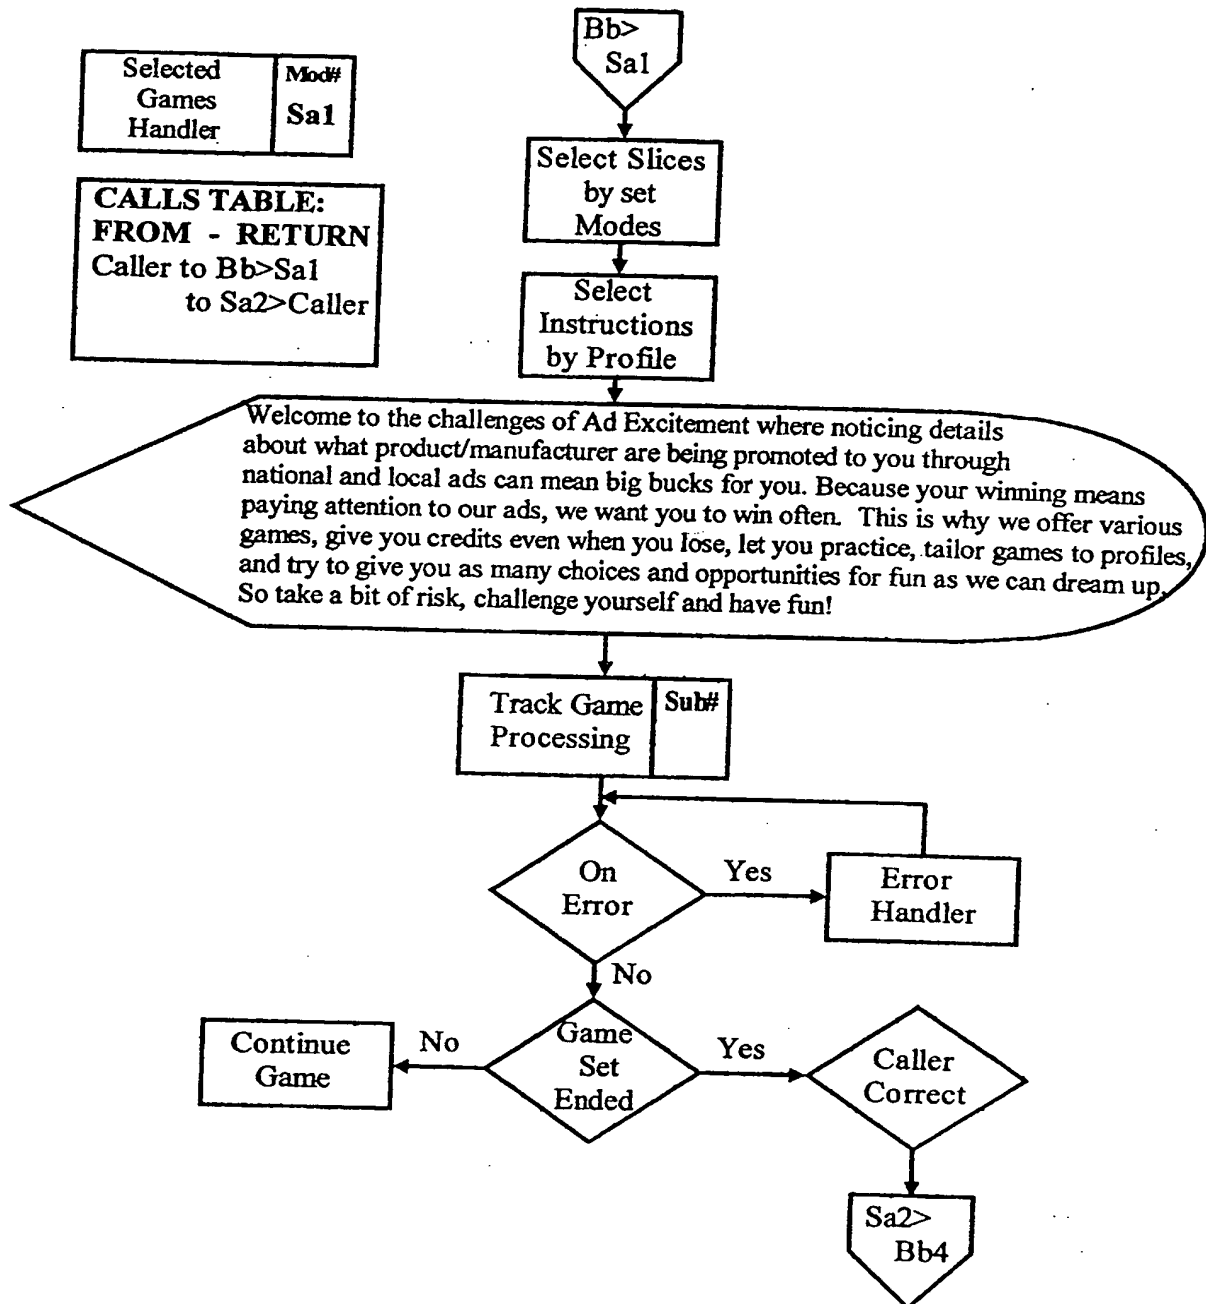 Bb>
Sa1
Selected
Games
Handler
Mod#
Sa1
CALLS TABLE:
FROM - RETURN
Caller to Bb>Sa1
to Sa2>Caller
Select Slices
by set
Modes
Select
Instructions
by Profile
Welcome to the challenges of Ad Excitement where noticing details
about what product/manufacturer are being promoted to you through
national and local ads can mean big bucks for you. Because your winning means
paying attention to our ads, we want you to win often. This is why we offer various
games, give you credits even when you lose, let you practice, tailor games to profiles,
and try to give you as many choices and opportunities for fun as we can dream up.
So take a bit of risk, challenge yourself and have fun!
Track Game
Processing
Sub#
On
Error
Yes
Error
Handler
No
Continue
Game
No
Game
Set
Ended
Yes
Caller
Correct
Sa2>
Bb4